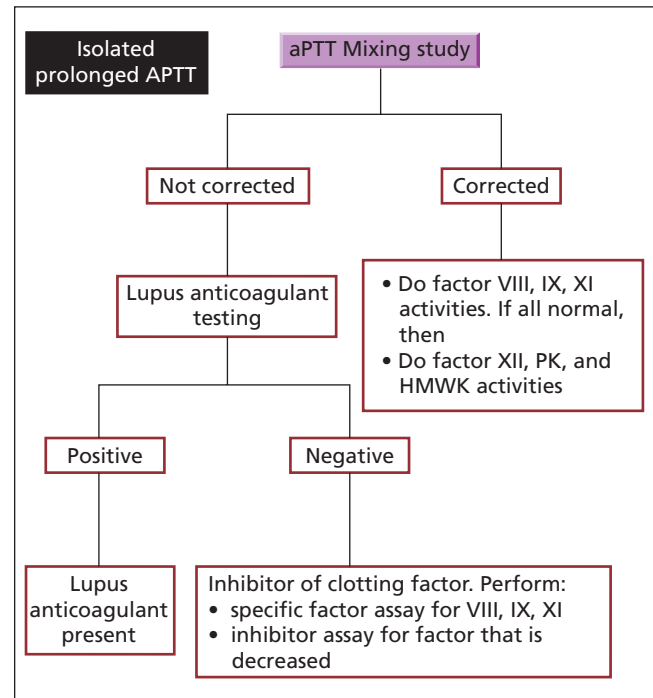 Isolated
prolonged APTT
aPTT Mixing study
Not corrected
Corrected
Lupus anticoagulant
testing
• Do factor VIII, IX, XI
activities. If all normal,
then
• Do factor XII, PK, and
HMWK activities
Positive
Negative
Lupus
anticoagulant
present
Inhibitor of clotting factor. Perform:
• specific factor assay for VIII, IX, XI
• inhibitor assay for factor that is
decreased